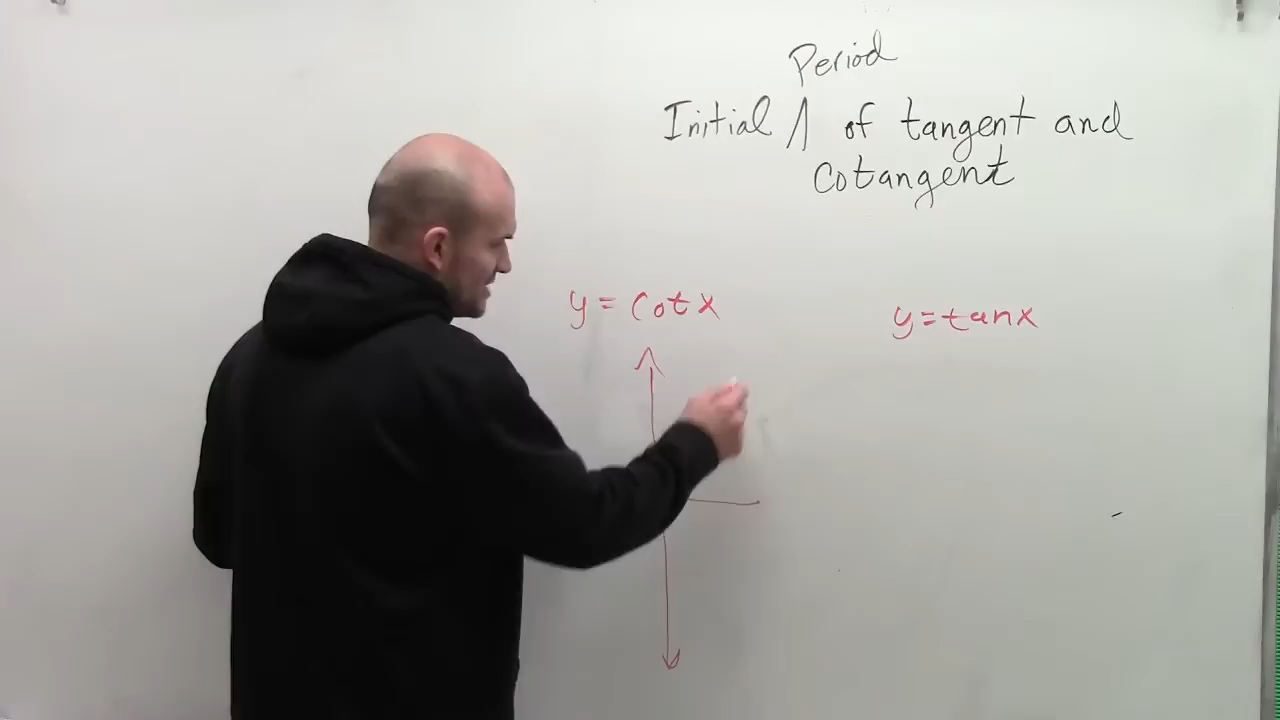 Period
Initial /\ of tangent and
cotangent
y = cot x
y = tan x